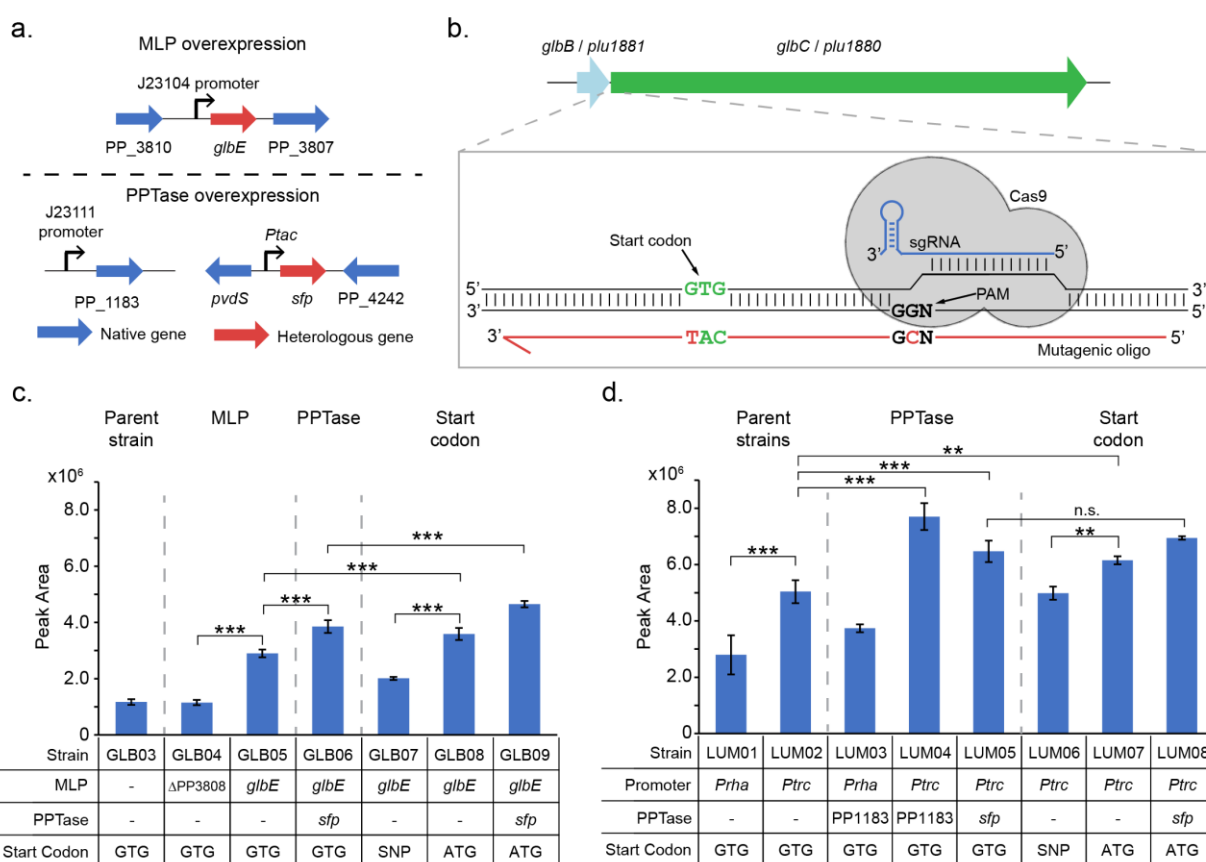 a.
MLP overexpression
J23104 promoter
PP_3810
glbE
PP_3807
PPTase overexpression
J23111
promoter
Ptac
PP_1183
pvdS
sfp
PP_4242
Native gene
Heterologous gene
b.
glbB / plu1881
glbC / plu1880
Cas9
3’
sgRNA
5’
Start codon
5’
GTG
3’
PAM
3’
GGN
5’
3’
TAC
GCN
5’
Mutagenic oligo
c.
Parent
strain
MLP
PPTase
Start
codon
x10⁶
Peak Area
8.0
6.0
4.0
2.0
0
***
***
***
***
***
Strain GLB03 GLB04 GLB05 GLB06 GLB07 GLB08 GLB09
MLP - ΔPP3808 glbE glbE glbE glbE glbE
PPTase - - - sfp - - sfp
Start Codon GTG GTG GTG GTG SNP ATG ATG
d.
Parent
strains
PPTase
Start
codon
x10⁶
Peak Area
8.0
6.0
4.0
2.0
0
**
***
***
n.s.
***
**
Strain LUM01 LUM02 LUM03 LUM04 LUM05 LUM06 LUM07 LUM08
Promoter Prha Ptrc Prha Ptrc Ptrc Ptrc Ptrc Ptrc
PPTase - - PP1183 PP1183 sfp - - sfp
Start Codon GTG GTG GTG GTG GTG SNP ATG ATG